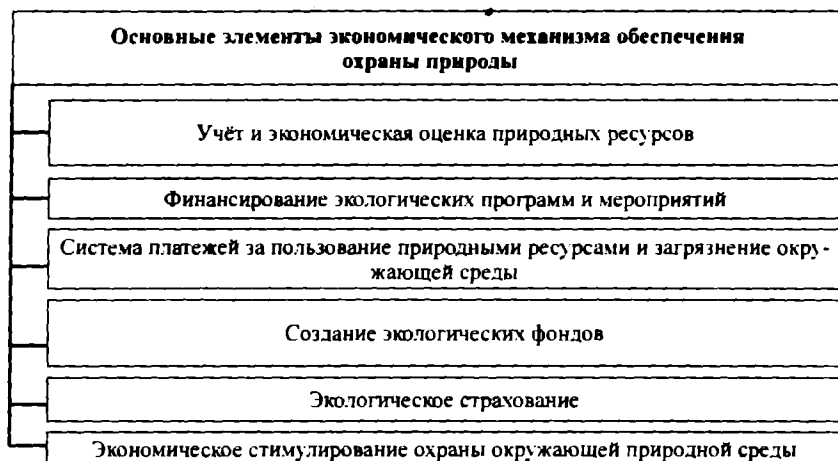 Основные элементы экономического механизма обеспечения
охраны природы
Учёт и экономическая оценка природных ресурсов
Финансирование экологических программ и мероприятий
Система платежей за пользование природными ресурсами и загрязнение окру-
жающей среды
Создание экологических фондов
Экологическое страхование
Экономическое стимулирование охраны окружающей природной среды